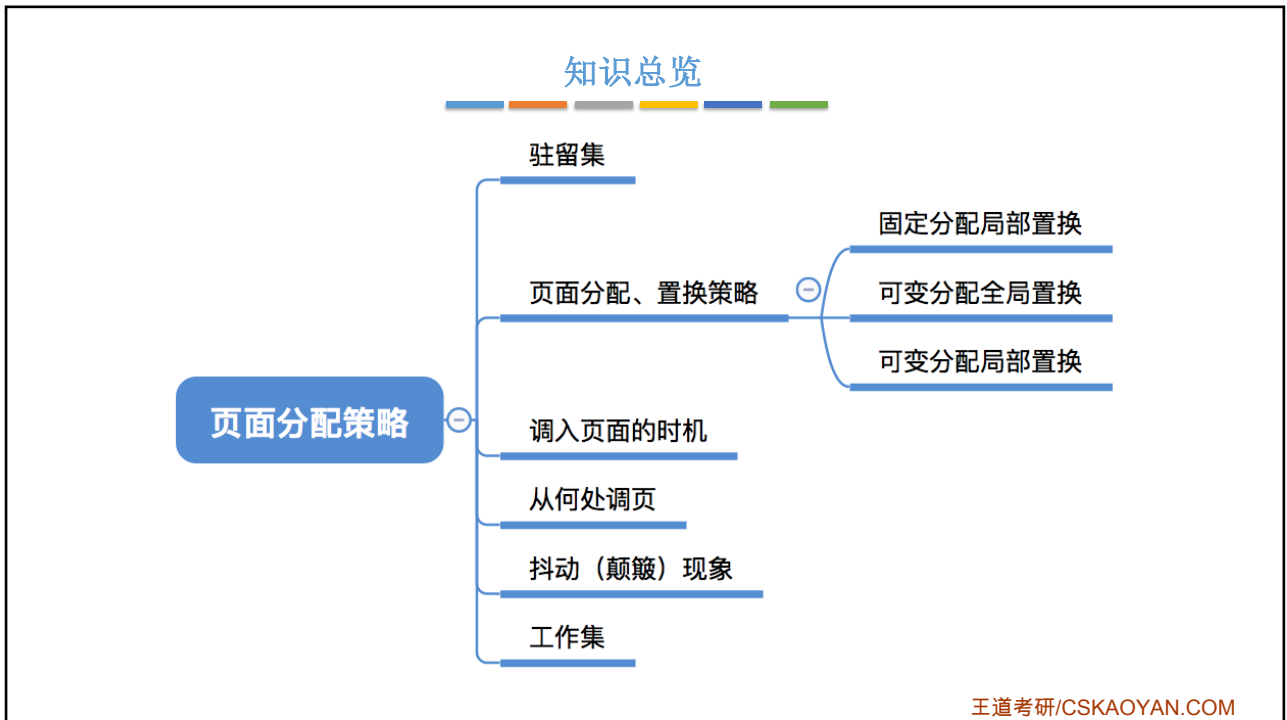 知识总览
驻留集
固定分配局部置换
页面分配、置换策略
可变分配全局置换
可变分配局部置换
页面分配策略
调入页面的时机
从何处调页
抖动（颠簸）现象
工作集
王道考研/CSKAOYAN.COM